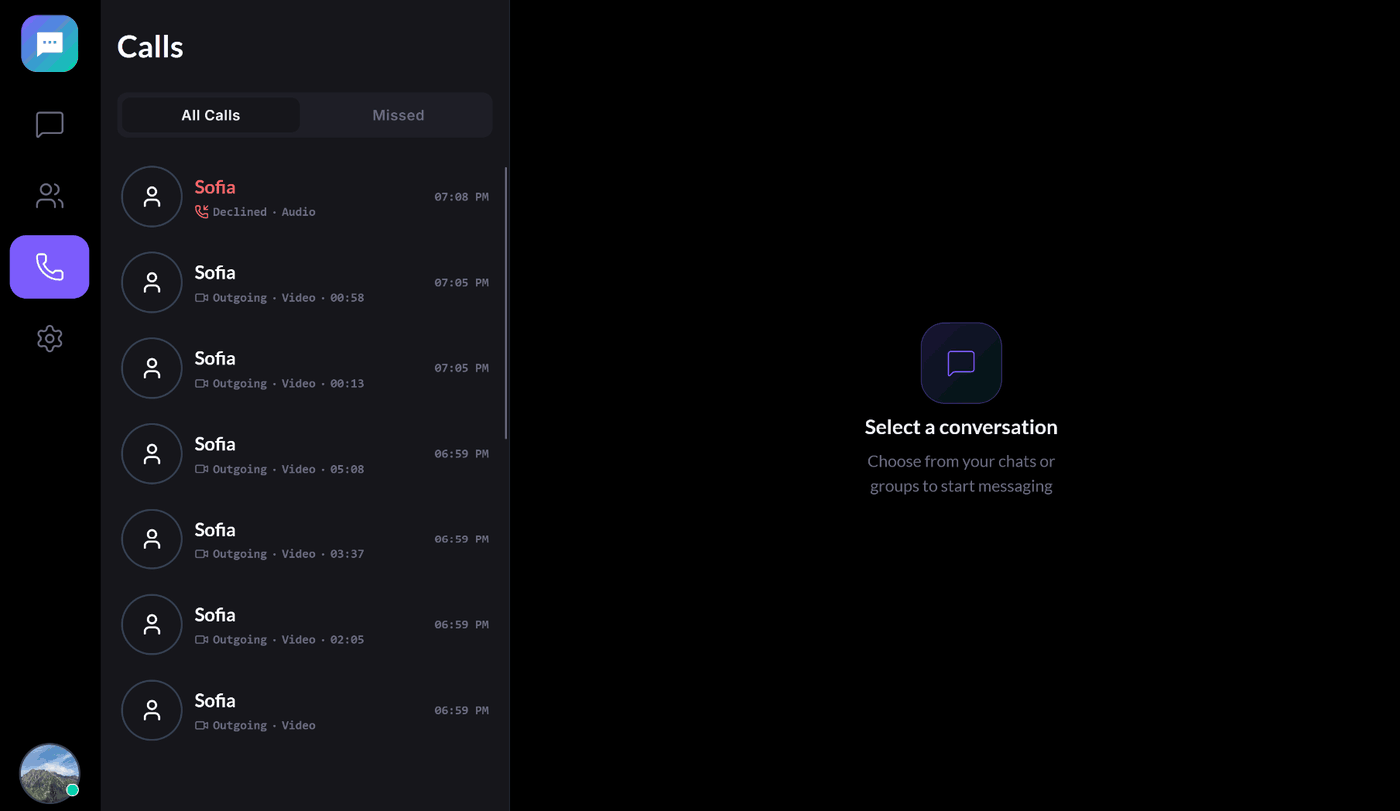 Calls
All Calls
Missed
Sofia
Declined · Audio
07:08 PM
Sofia
Outgoing · Video · 00:58
07:05 PM
Sofia
Outgoing · Video · 00:13
07:05 PM
Sofia
Outgoing · Video · 05:08
06:59 PM
Sofia
Outgoing · Video · 03:37
06:59 PM
Sofia
Outgoing · Video · 02:05
06:59 PM
Sofia
Outgoing · Video
06:59 PM
Select a conversation
Choose from your chats or
groups to start messaging